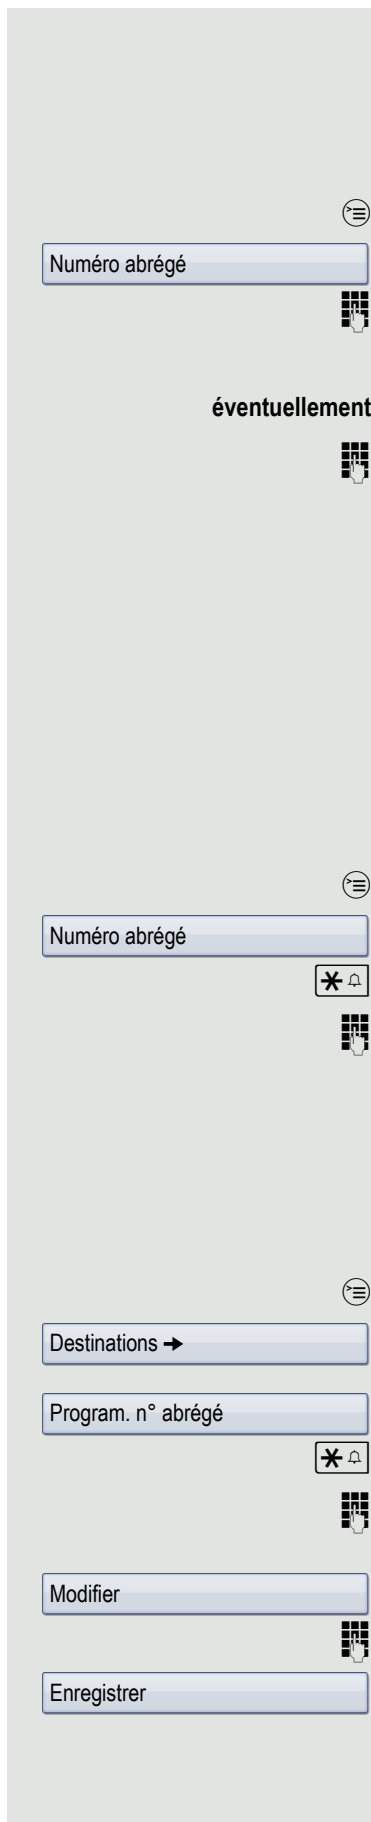 Numéro abrégé
éventuellement
Numéro abrégé
Destinations ➔
Program. n° abrégé
Modifier
Enregistrer